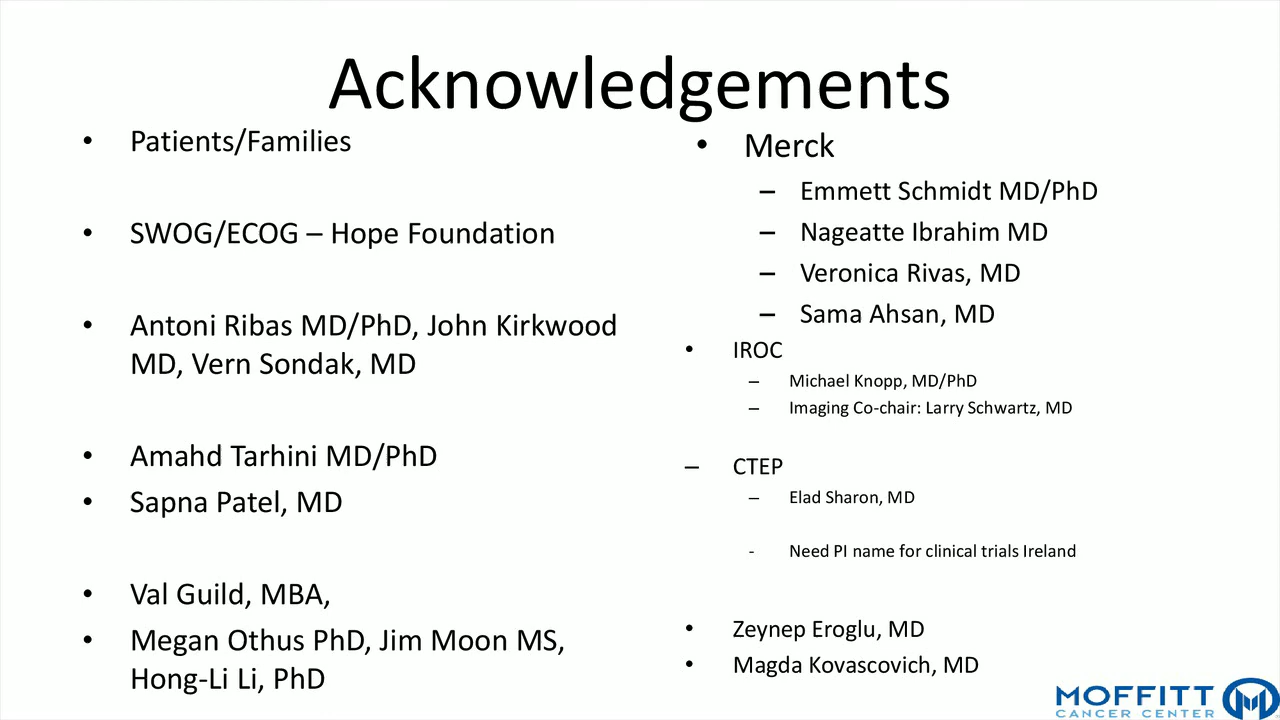 Acknowledgements
• Patients/Families
• SWOG/ECOG – Hope Foundation
• Antoni Ribas MD/PhD, John Kirkwood
MD, Vern Sondak, MD
• Amahd Tarhini MD/PhD
• Sapna Patel, MD
• Val Guild, MBA,
• Megan Othus PhD, Jim Moon MS,
Hong-Li Li, PhD
• Merck
– Emmett Schmidt MD/PhD
– Nageatte Ibrahim MD
– Veronica Rivas, MD
– Sama Ahsan, MD
• IROC
– Michael Knopp, MD/PhD
– Imaging Co-chair: Larry Schwartz, MD
– CTEP
– Elad Sharon, MD
- Need PI name for clinical trials Ireland
• Zeynep Eroglu, MD
• Magda Kovascovich, MD
MOFFITT
CANCER CENTER